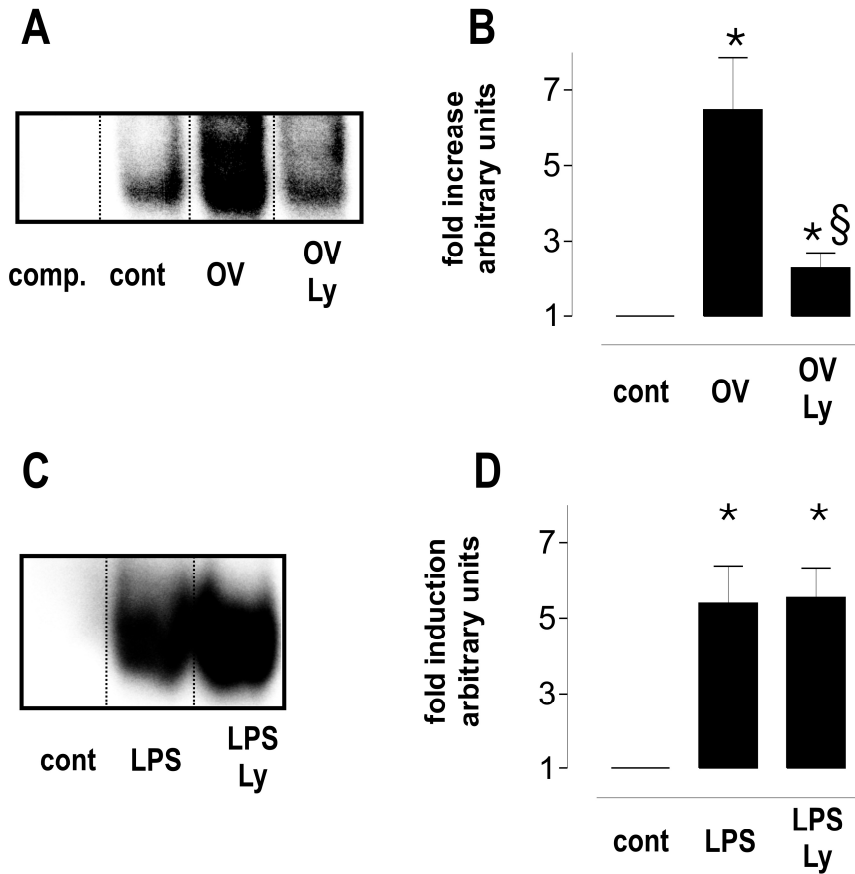 A
comp. cont OV OV
Ly
B
fold increase
arbitrary units
7
5
3
1
*
* §
cont OV OV
Ly
C
cont LPS LPS
Ly
D
fold induction
arbitrary units
7
5
3
1
* *
cont LPS LPS
Ly